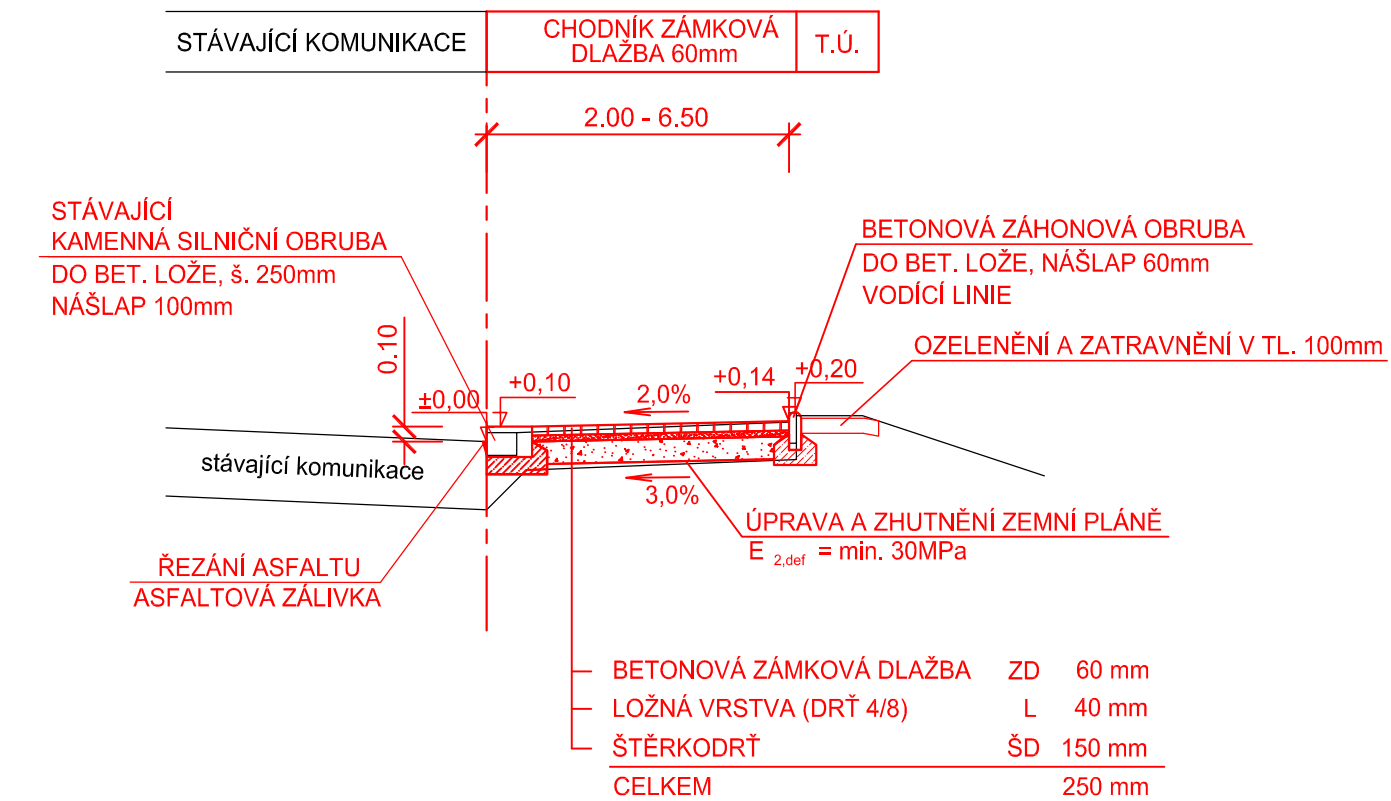 STÁVAJÍCÍ KOMUNIKACE
CHODNÍK ZÁMKOVÁ
DLAŽBA 60mm
T.Ú.
2.00 - 6.50
STÁVAJÍCÍ
KAMENNÁ SILNIČNÍ OBRUBA
DO BET. LOŽE, š. 250mm
NÁŠLAP 100mm
BETONOVÁ ZÁHONOVÁ OBRUBA
DO BET. LOŽE, NÁŠLAP 60mm
VODÍCÍ LINIE
OZELENĚNÍ A ZATRAVNĚNÍ V TL. 100mm
0.10
±0,00
+0,10
2,0%
+0,14
+0,20
stávající komunikace
3,0%
ÚPRAVA A ZHUTNĚNÍ ZEMNÍ PLÁNĚ
E 2,def = min. 30MPa
ŘEZÁNÍ ASFALTU
ASFALTOVÁ ZÁLIVKA
BETONOVÁ ZÁMKOVÁ DLAŽBA ZD 60 mm
LOŽNÁ VRSTVA (DRŤ 4/8) L 40 mm
ŠTĚRKODRŤ ŠD 150 mm
CELKEM 250 mm